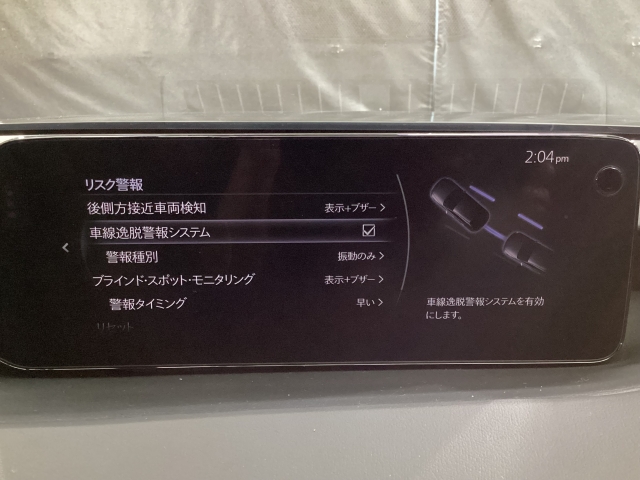 2:04pm
リスク警報
後側方接近車両検知 表示+ブザー
車線逸脱警報システム
警報種別 振動のみ
ブラインド・スポット・モニタリング 表示+ブザー
警報タイミング 早い
リセット
車線逸脱警報システムを有効
にします。